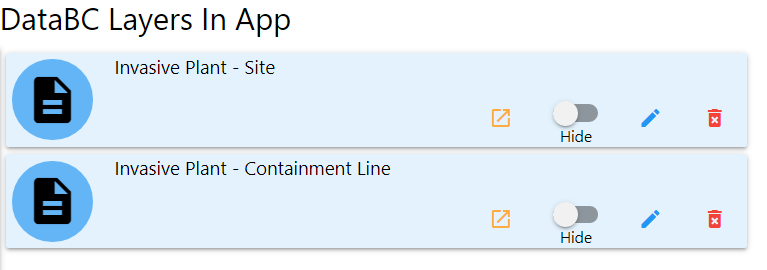 DataBC Layers In App
Invasive Plant - Site
Hide
Invasive Plant - Containment Line
Hide